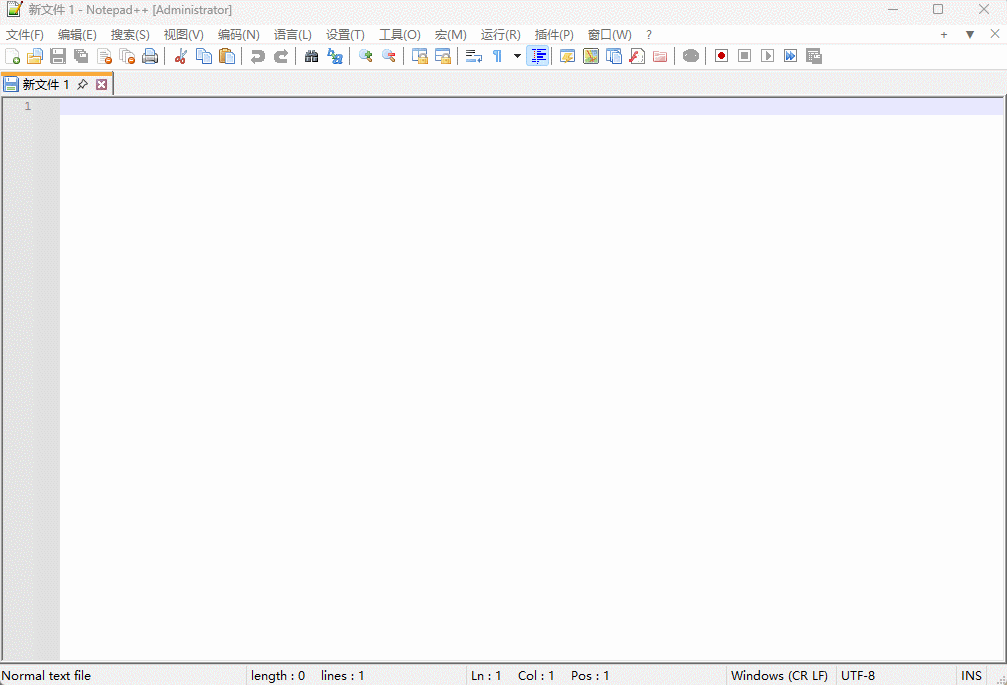 新文件 1 - Notepad++ [Administrator]
文件(F) 编辑(E) 搜索(S) 视图(V) 编码(N) 语言(L) 设置(T) 工具(O) 宏(M) 运行(R) 插件(P) 窗口(W) ?
新文件 1
1
Normal text file length : 0 lines : 1 Ln : 1 Col : 1 Pos : 1 Windows (CR LF) UTF-8 INS